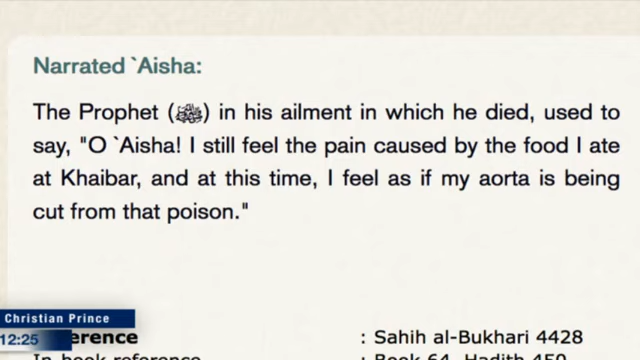 Narrated `Aisha:
The Prophet (ﷺ) in his ailment in which he died, used to
say, "O `Aisha! I still feel the pain caused by the food I ate
at Khaibar, and at this time, I feel as if my aorta is being
cut from that poison."
Christian Prince
12:25
erence : Sahih al-Bukhari 4428
In-book reference : Book 64, Hadith 450